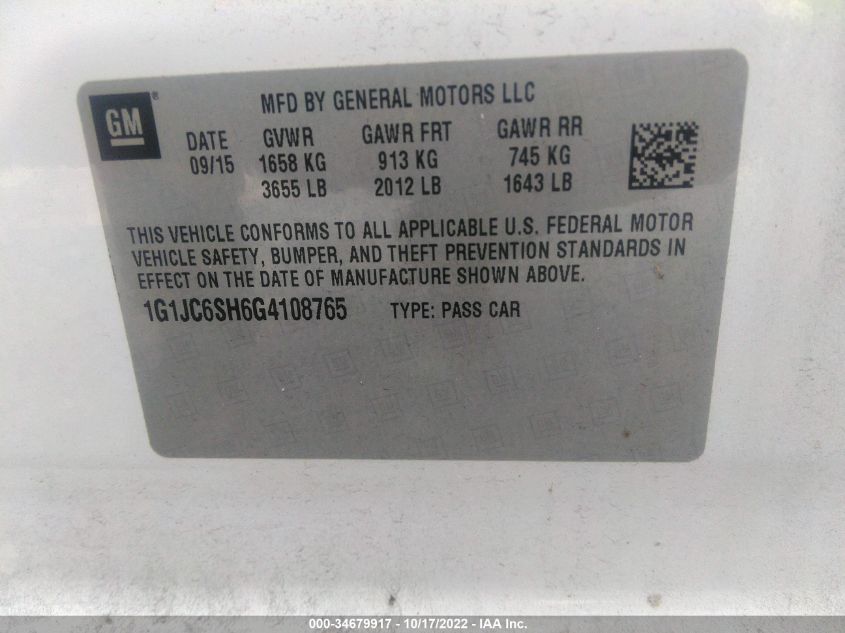 GM ®
MFD BY GENERAL MOTORS LLC
DATE GVWR GAWR FRT GAWR RR
09/15 1658 KG 913 KG 745 KG
3655 LB 2012 LB 1643 LB
THIS VEHICLE CONFORMS TO ALL APPLICABLE U.S. FEDERAL MOTOR
VEHICLE SAFETY, BUMPER, AND THEFT PREVENTION STANDARDS IN
EFFECT ON THE DATE OF MANUFACTURE SHOWN ABOVE.
1G1JC6SH6G4108765 TYPE: PASS CAR
000-34679917 - 10/17/2022 - IAA Inc.